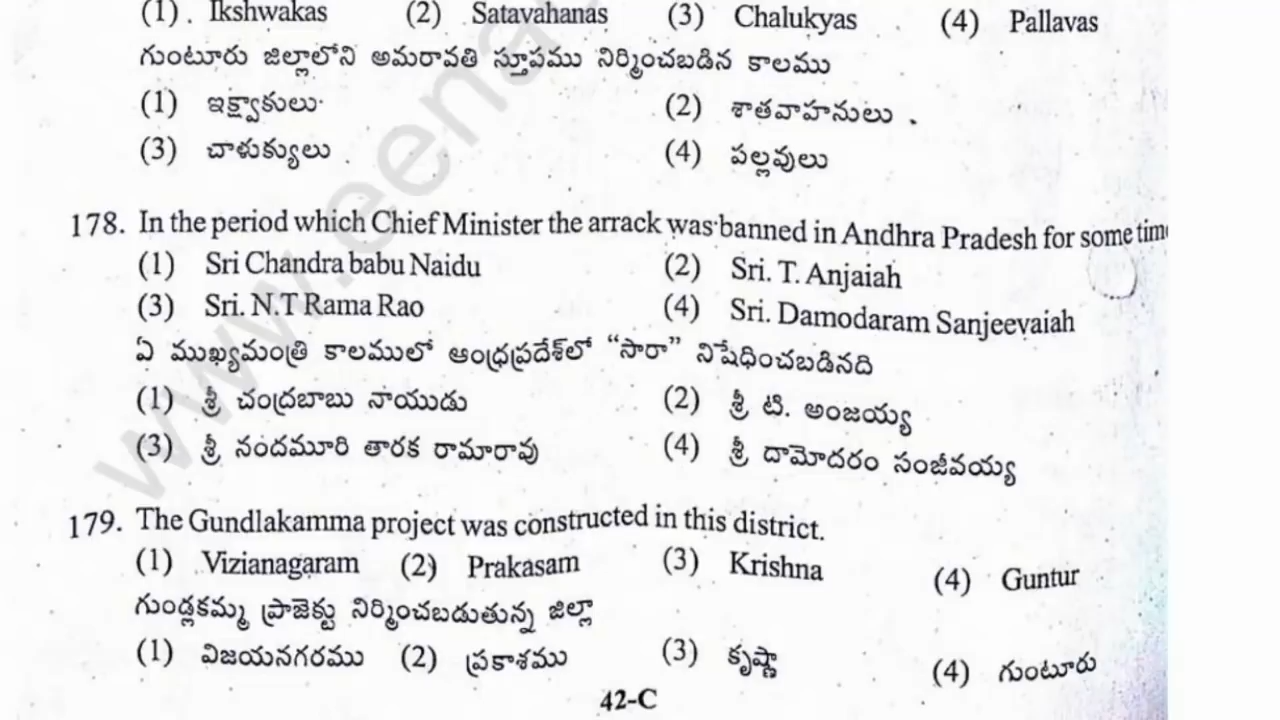 (1) . Ikshwakas (2) Satavahanas (3) Chalukyas (4) Pallavas
గుంటూరు జిల్లాలోని అమరావతి స్తూపము నిర్మించబడిన కాలము
(1) ఇక్ష్వాకులు (2) శాతవాహనులు .
(3) చాళుక్యులు (4) పల్లవులు
178. In the period which Chief Minister the arrack was banned in Andhra Pradesh for some time
(1) Sri Chandra babu Naidu (2) Sri. T. Anjaiah
(3) Sri. N.T Rama Rao (4) Sri. Damodaram Sanjeevaiah
ఏ ముఖ్యమంత్రి కాలములో ఆంధ్రప్రదేశ్‌లో “సారా” నిషేధించబడినది
(1) శ్రీ చంద్రబాబు నాయుడు (2) శ్రీ టి. అంజయ్య
(3) శ్రీ నందమూరి తారక రామారావు (4) శ్రీ దామోదరం సంజీవయ్య
179. The Gundlakamma project was constructed in this district.
(1) Vizianagaram (2) Prakasam (3) Krishna (4) Guntur
గుండ్లకమ్మ ప్రాజెక్టు నిర్మించబడుతున్న జిల్లా
(1) విజయనగరము (2) ప్రకాశము (3) కృష్ణా (4) గుంటూరు
42-C
www.eena